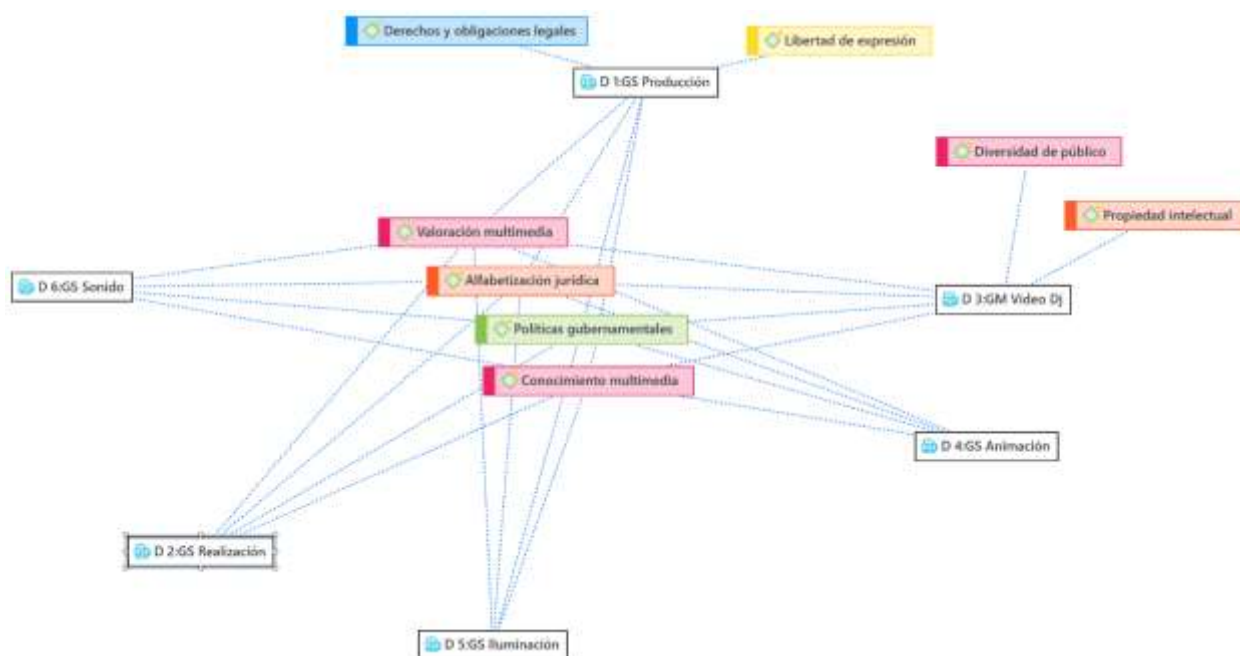 Derechos y obligaciones legales
Libertad de expresión
D 1:GS Producción
Diversidad de público
Propiedad intelectual
Valoración multimedia
D 6:GS Sonido
Alfabetización jurídica
D 3:GM Video Dj
Políticas gubernamentales
Conocimiento multimedia
D 4:GS Animación
D 2:GS Realización
D 5:GS Iluminación